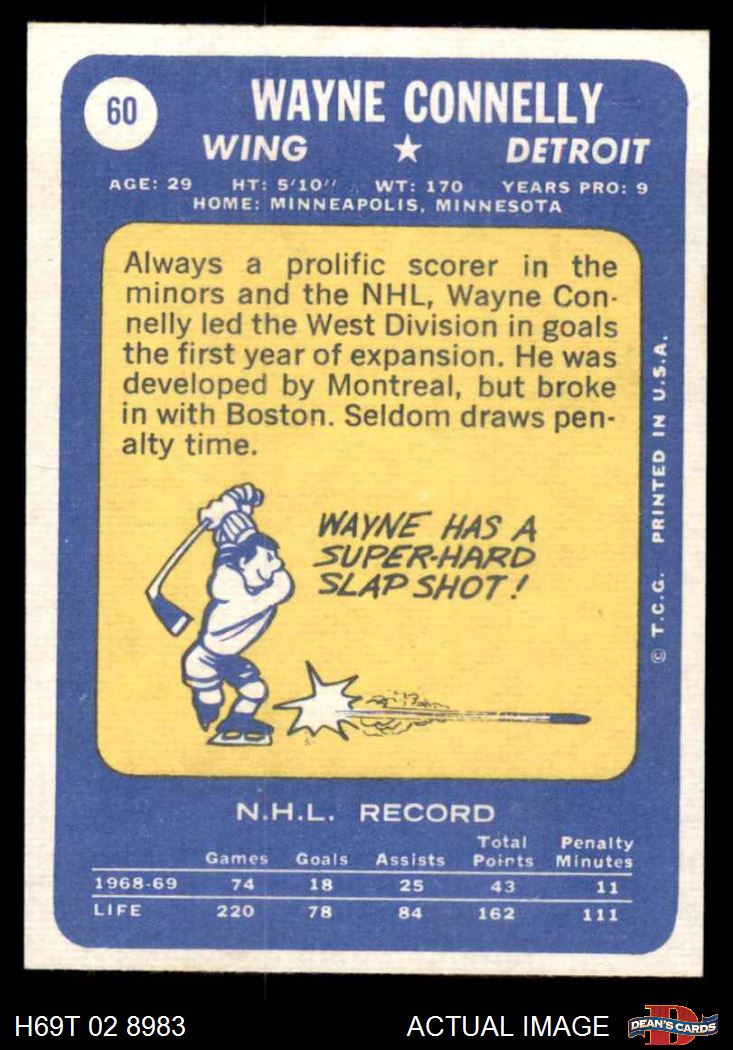 60
WAYNE CONNELLY
WING ★ DETROIT
AGE: 29 HT: 5'10" WT: 170 YEARS PRO: 9
HOME: MINNEAPOLIS, MINNESOTA
Always a prolific scorer in the
minors and the NHL, Wayne Con-
nelly led the West Division in goals
the first year of expansion. He was
developed by Montreal, but broke
in with Boston. Seldom draws pen-
alty time.
WAYNE HAS A
SUPER-HARD
SLAP SHOT!
© T.C.G. PRINTED IN U.S.A.
N.H.L. RECORD
Games Goals Assists Total Points Penalty Minutes
1968-69 74 18 25 43 11
LIFE 220 78 84 162 111
H69T 02 8983 ACTUAL IMAGE
D
DEAN'S CARDS